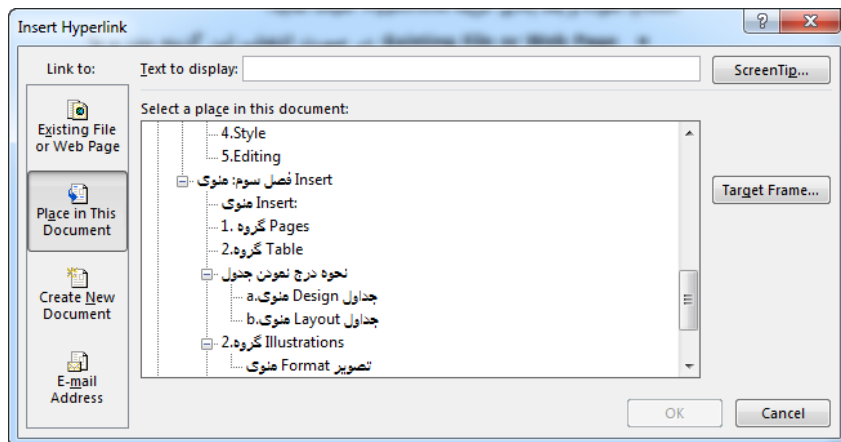 Insert Hyperlink
Link to:
Text to display:
ScreenTip...
Existing File
or Web Page
Place in This
Document
Create New
Document
E-mail
Address
Select a place in this document:
4.Style
5.Editing
فصل سوم: منوی Insert
منوی Insert:
1. گروه Pages
2.گروه Table
نحوه درج نمودن جدول
a.منوی Design جداول
b.منوی Layout جداول
2.گروه Illustrations
منوی Format تصویر
Target Frame...
OK
Cancel